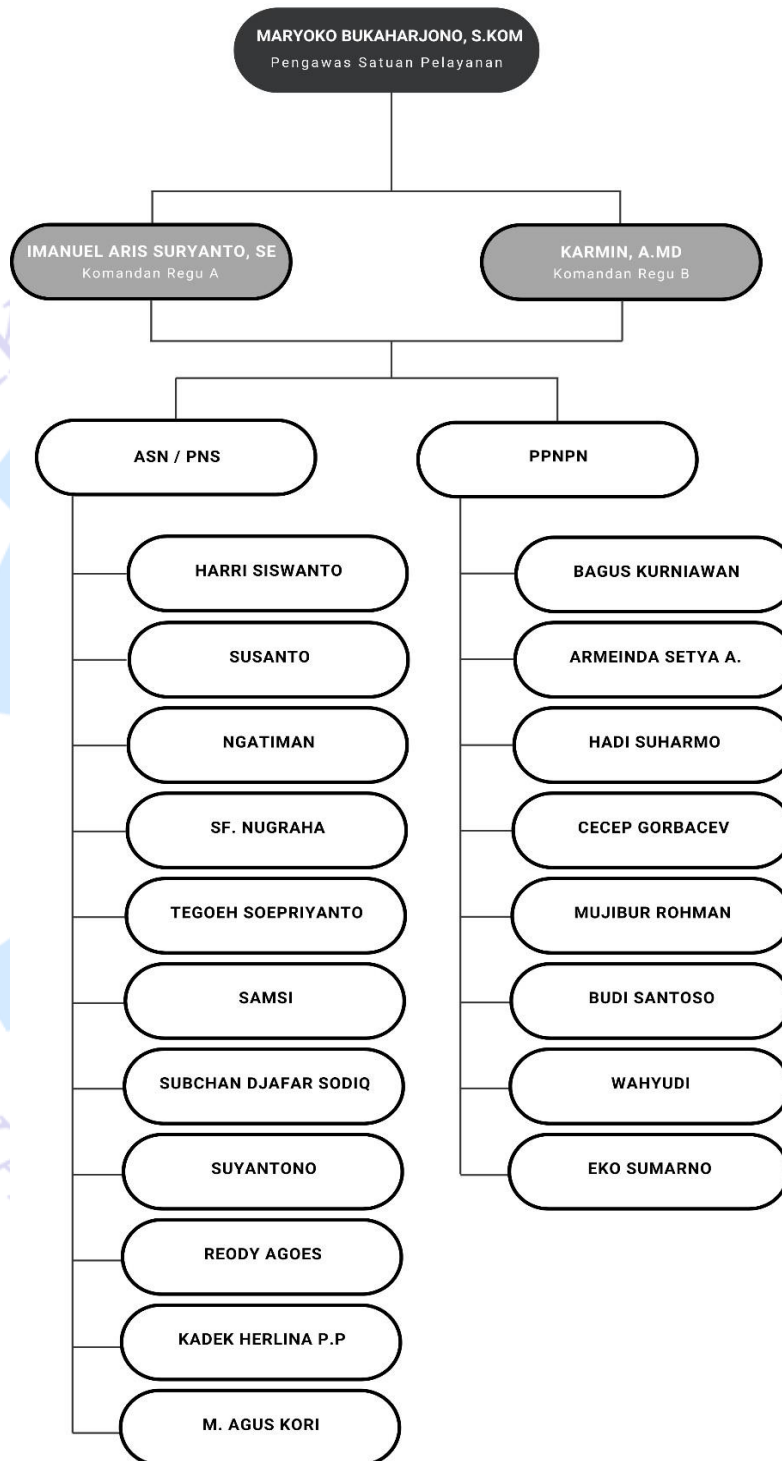 MARYOKO BUKAHARJONO, S.KOM
Pengawas Satuan Pelayanan
IMANUEL ARIS SURYANTO, SE
Komandan Regu A
KARMIN, A.MD
Komandan Regu B
ASN / PNS
HARRI SISWANTO
SUSANTO
NGATIMAN
SF. NUGRAHA
TEGOEH SOEPRIYANTO
SAMSI
SUBCHAN DJAFAR SODIQ
SUYANTONO
REODY AGOES
KADEK HERLINA P.P
M. AGUS KORI
PPNPN
BAGUS KURNIAWAN
ARMEINDA SETYA A.
HADI SUHARMO
CECEP GORBACEV
MUJIBUR ROHMAN
BUDI SANTOSO
WAHYUDI
EKO SUMARNO